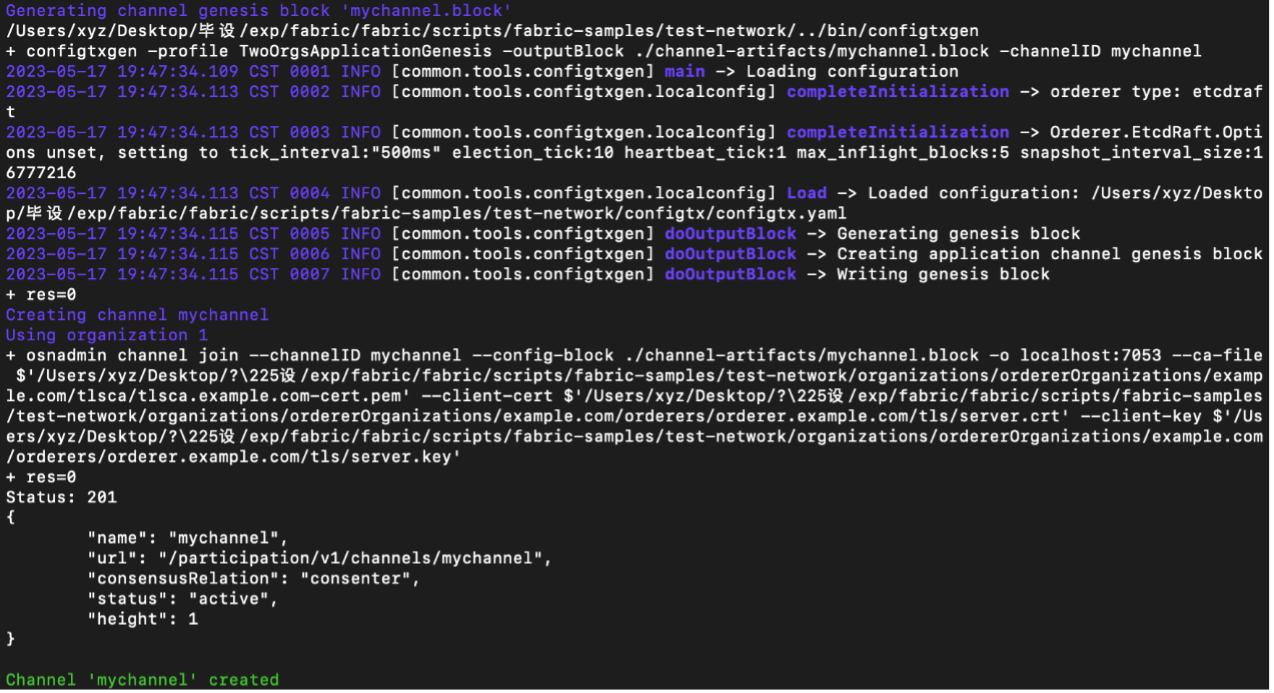 Generating channel genesis block 'mychannel.block'
/Users/xyz/Desktop/毕设/exp/fabric/fabric/scripts/fabric-samples/test-network/../bin/configtxgen
+ configtxgen -profile TwoOrgsApplicationGenesis -outputBlock ./channel-artifacts/mychannel.block -channelID mychannel
2023-05-17 19:47:34.109 CST 0001 INFO [common.tools.configtxgen] main -> Loading configuration
2023-05-17 19:47:34.113 CST 0002 INFO [common.tools.configtxgen.localconfig] completeInitialization -> orderer type: etcdraf
t
2023-05-17 19:47:34.113 CST 0003 INFO [common.tools.configtxgen.localconfig] completeInitialization -> Orderer.EtcdRaft.Opti
ons unset, setting to tick_interval:"500ms" election_tick:10 heartbeat_tick:1 max_inflight_blocks:5 snapshot_interval_size:1
6777216
2023-05-17 19:47:34.113 CST 0004 INFO [common.tools.configtxgen.localconfig] Load -> Loaded configuration: /Users/xyz/Deskto
p/毕设/exp/fabric/fabric/scripts/fabric-samples/test-network/configtx/configtx.yaml
2023-05-17 19:47:34.115 CST 0005 INFO [common.tools.configtxgen] doOutputBlock -> Generating genesis block
2023-05-17 19:47:34.115 CST 0006 INFO [common.tools.configtxgen] doOutputBlock -> Creating application channel genesis block
2023-05-17 19:47:34.115 CST 0007 INFO [common.tools.configtxgen] doOutputBlock -> Writing genesis block
+ res=0
Creating channel mychannel
Using organization 1
+ osnadmin channel join --channelID mychannel --config-block ./channel-artifacts/mychannel.block -o localhost:7053 --ca-file
$'/Users/xyz/Desktop/?\225设/exp/fabric/fabric/scripts/fabric-samples/test-network/organizations/ordererOrganizations/examp
le.com/tlsca/tlsca.example.com-cert.pem' --client-cert $'/Users/xyz/Desktop/?\225设/exp/fabric/fabric/scripts/fabric-samples
/test-network/organizations/ordererOrganizations/example.com/orderers/orderer.example.com/tls/server.crt' --client-key $'/Us
ers/xyz/Desktop/?\225设/exp/fabric/fabric/scripts/fabric-samples/test-network/organizations/ordererOrganizations/example.com
/orderers/orderer.example.com/tls/server.key'
+ res=0
Status: 201
{
"name": "mychannel",
"url": "/participation/v1/channels/mychannel",
"consensusRelation": "consenter",
"status": "active",
"height": 1
}
Channel 'mychannel' created